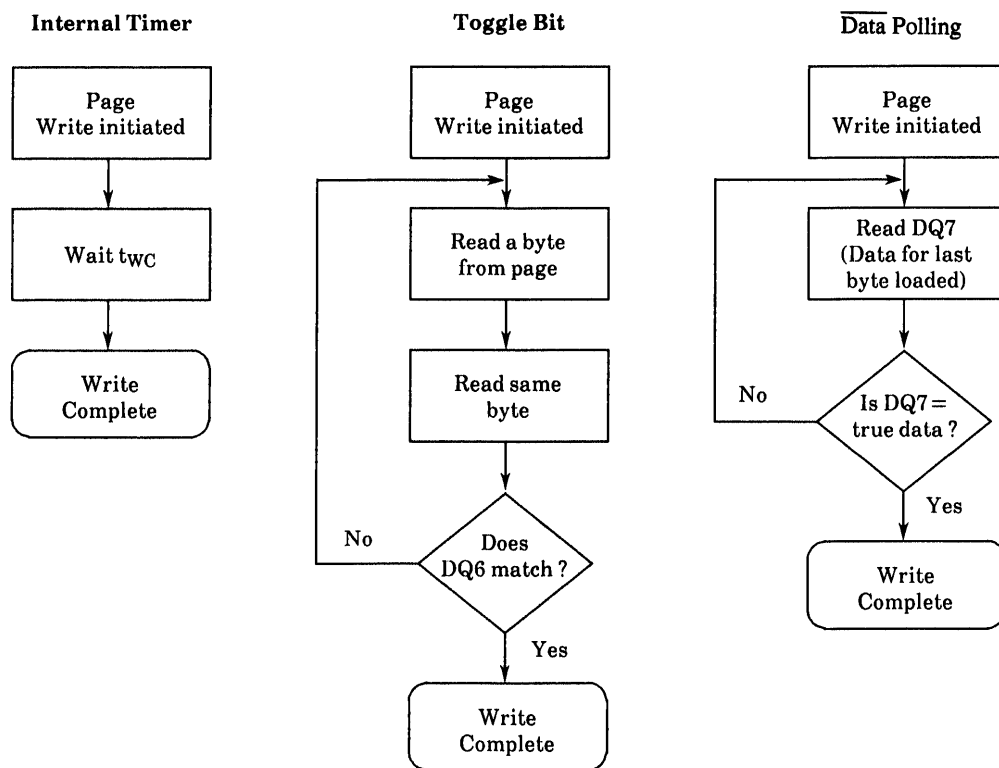 Internal Timer
Page
Write initiated
Wait tWC
Write
Complete
Toggle Bit
Page
Write initiated
Read a byte
from page
Read same
byte
Does
DQ6 match ?
No
Yes
Write
Complete
Data Polling
Page
Write initiated
Read DQ7
(Data for last
byte loaded)
Is DQ7 =
true data ?
No
Yes
Write
Complete